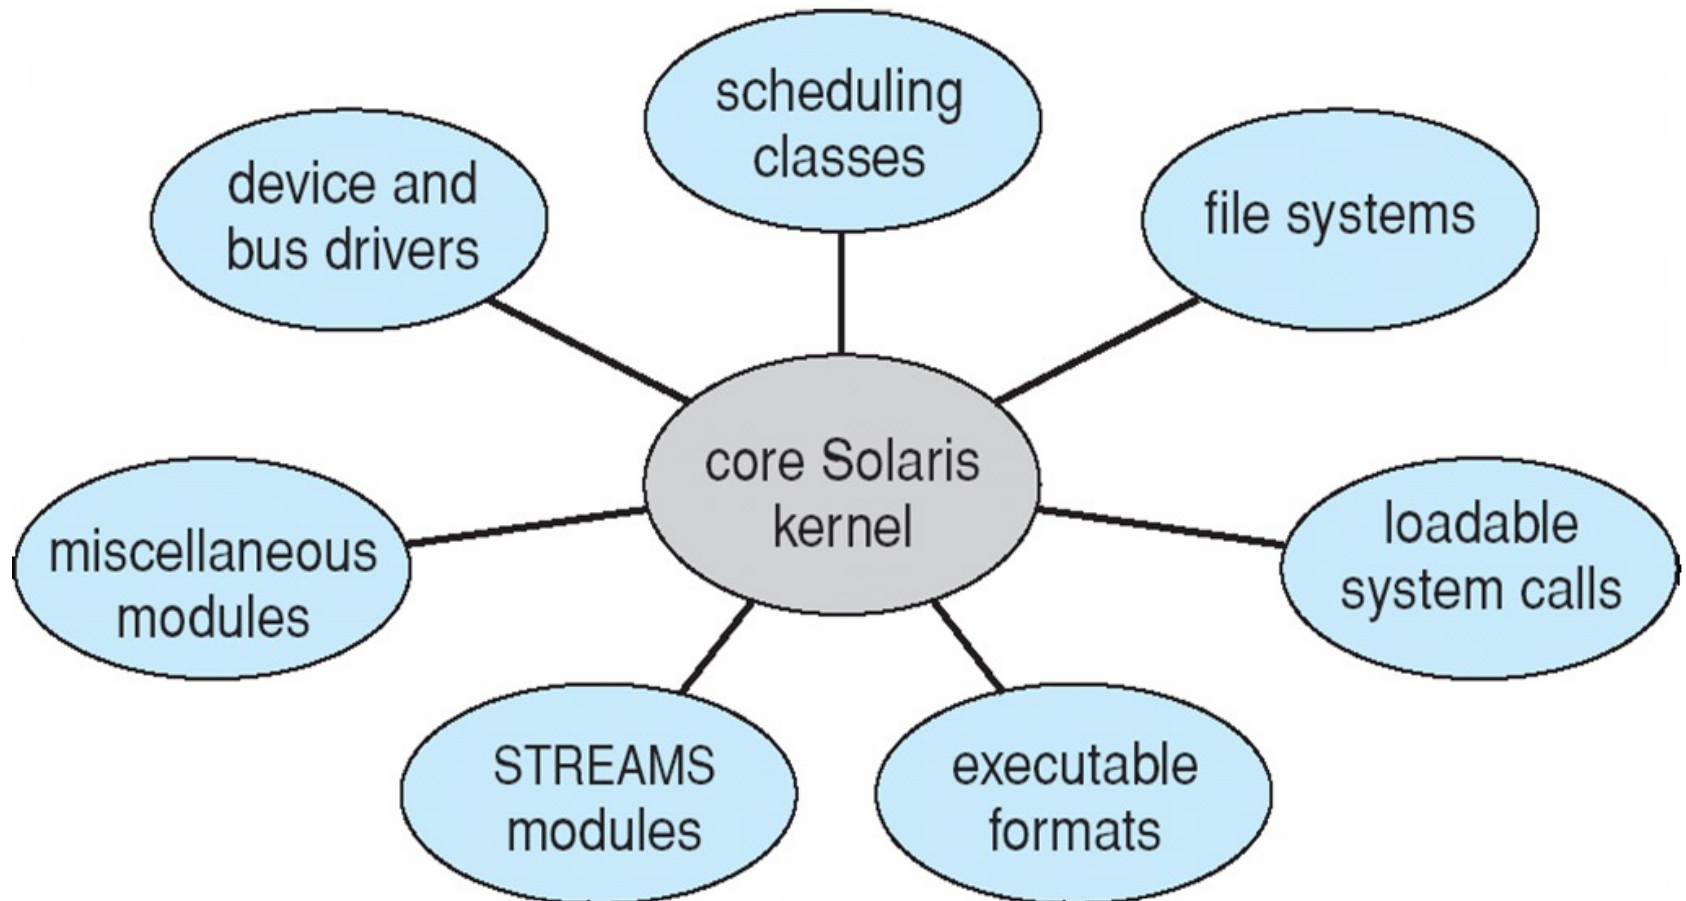 scheduling
classes
device and
bus drivers
file systems
core Solaris
kernel
miscellaneous
modules
loadable
system calls
STREAMS
modules
executable
formats